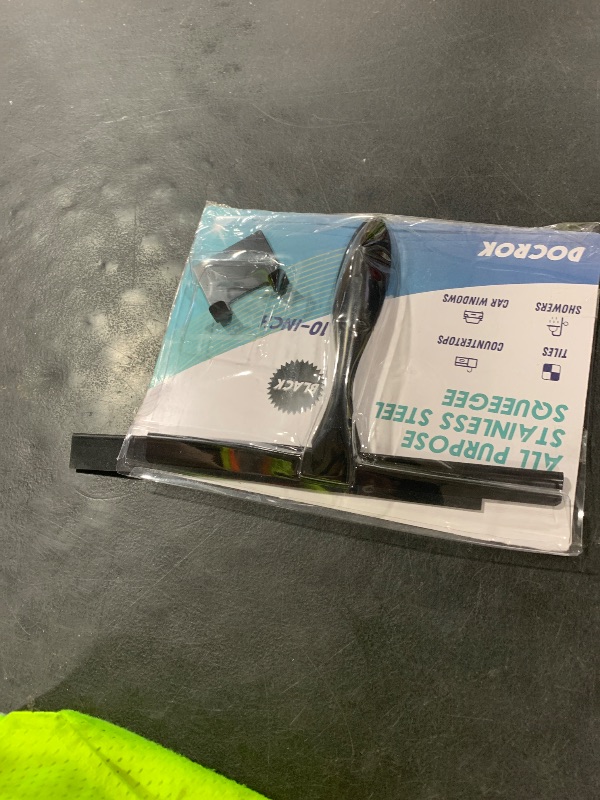 DOCROK
SHOWERS
CAR WINDOWS
TILES
COUNTERTOPS
10-INCH
BLACK
ALL PURPOSE
STAINLESS STEEL
SQUEEGEE